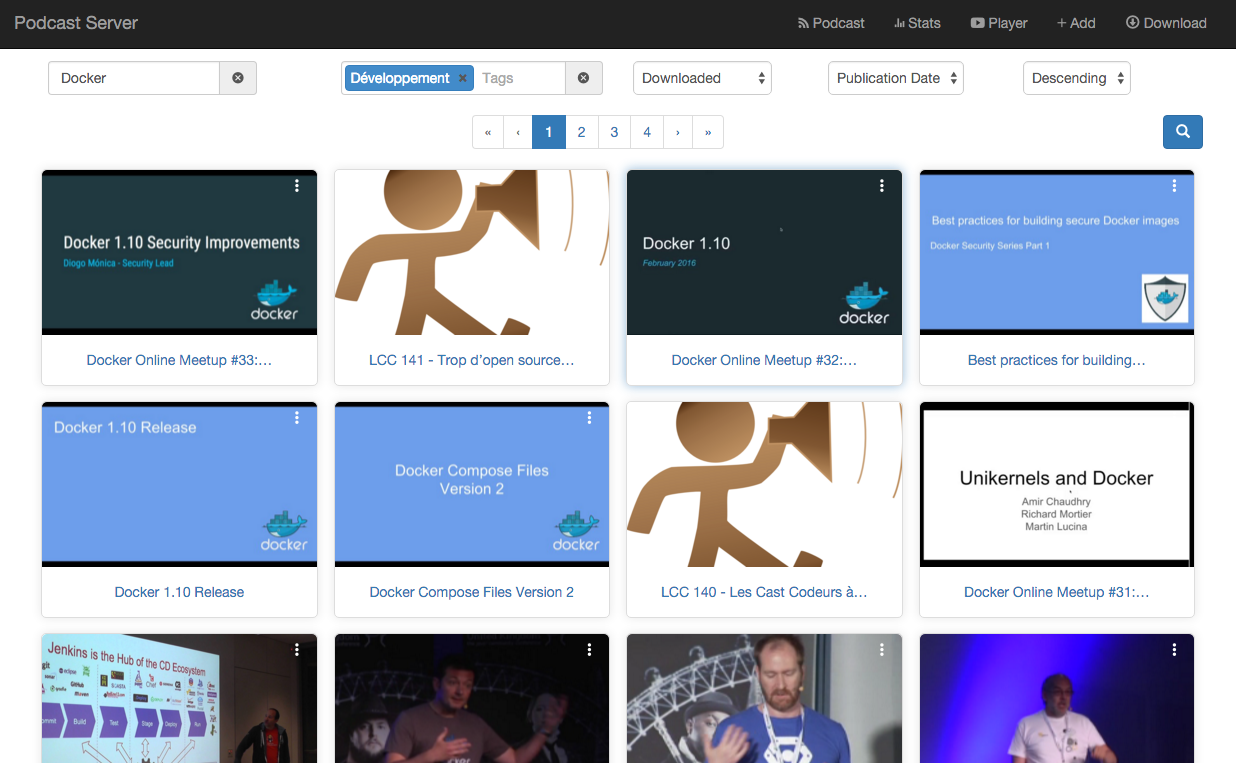 Podcast Server
Podcast
Stats
Player
+ Add
Download
Docker
Développement ×
Tags
Downloaded
Publication Date
Descending
« ‹ 1 2 3 4 › »
Docker 1.10 Security Improvements
Diogo Mónica - Security Lead
docker
Docker Online Meetup #33:…
LCC 141 - Trop d’open source…
Docker 1.10
February 2016
docker
Docker Online Meetup #32:…
Best practices for building secure Docker images
Docker Security Series Part 1
Best practices for building…
Docker 1.10 Release
docker
Docker 1.10 Release
Docker Compose Files
Version 2
docker
Docker Compose Files Version 2
LCC 140 - Les Cast Codeurs à…
Unikernels and Docker
Amir Chaudhry
Richard Mortier
Martin Lucina
Docker Online Meetup #31:…
Jenkins is the Hub of the CD Ecosystem
git
eclipse
GitHub
Chef
Build
Test
Stage
Deploy
Run